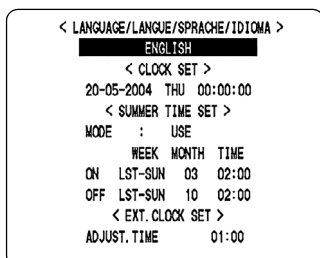 < LANGUAGE/LANGUE/SPRACHE/IDIOMA >
ENGLISH
< CLOCK SET >
20-05-2004 THU 00:00:00
< SUMMER TIME SET >
MODE : USE
WEEK MONTH TIME
ON LST-SUN 03 02:00
OFF LST-SUN 10 02:00
< EXT.CLOCK SET >
ADJUST.TIME 01:00